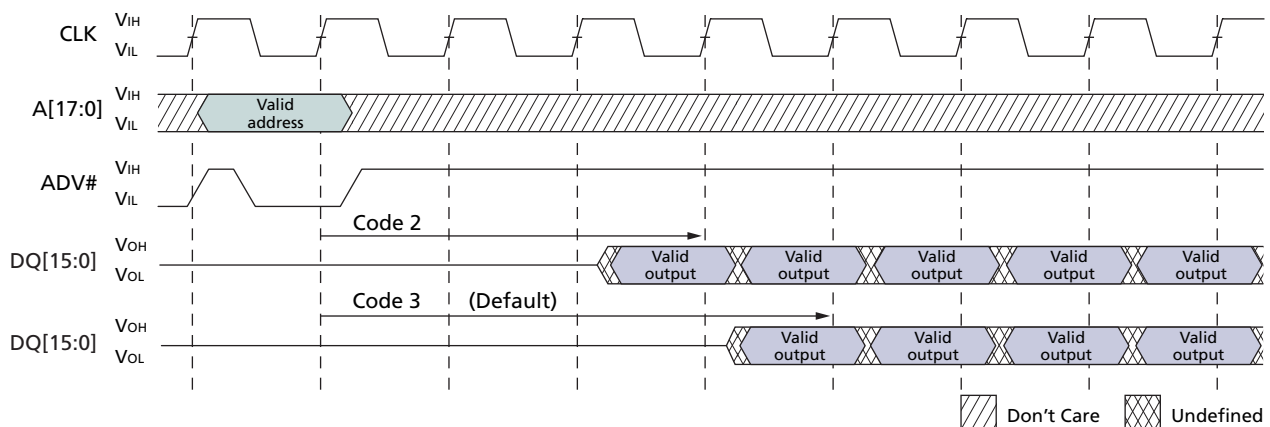 CLK VIH
VIL
A[17:0] VIH
VIL
Valid
address
ADV# VIH
VIL
Code 2
DQ[15:0] VOH
VOL
Valid
output
Valid
output
Valid
output
Valid
output
Valid
output
Code 3 (Default)
DQ[15:0] VOH
VOL
Valid
output
Valid
output
Valid
output
Valid
output
Don't Care
Undefined